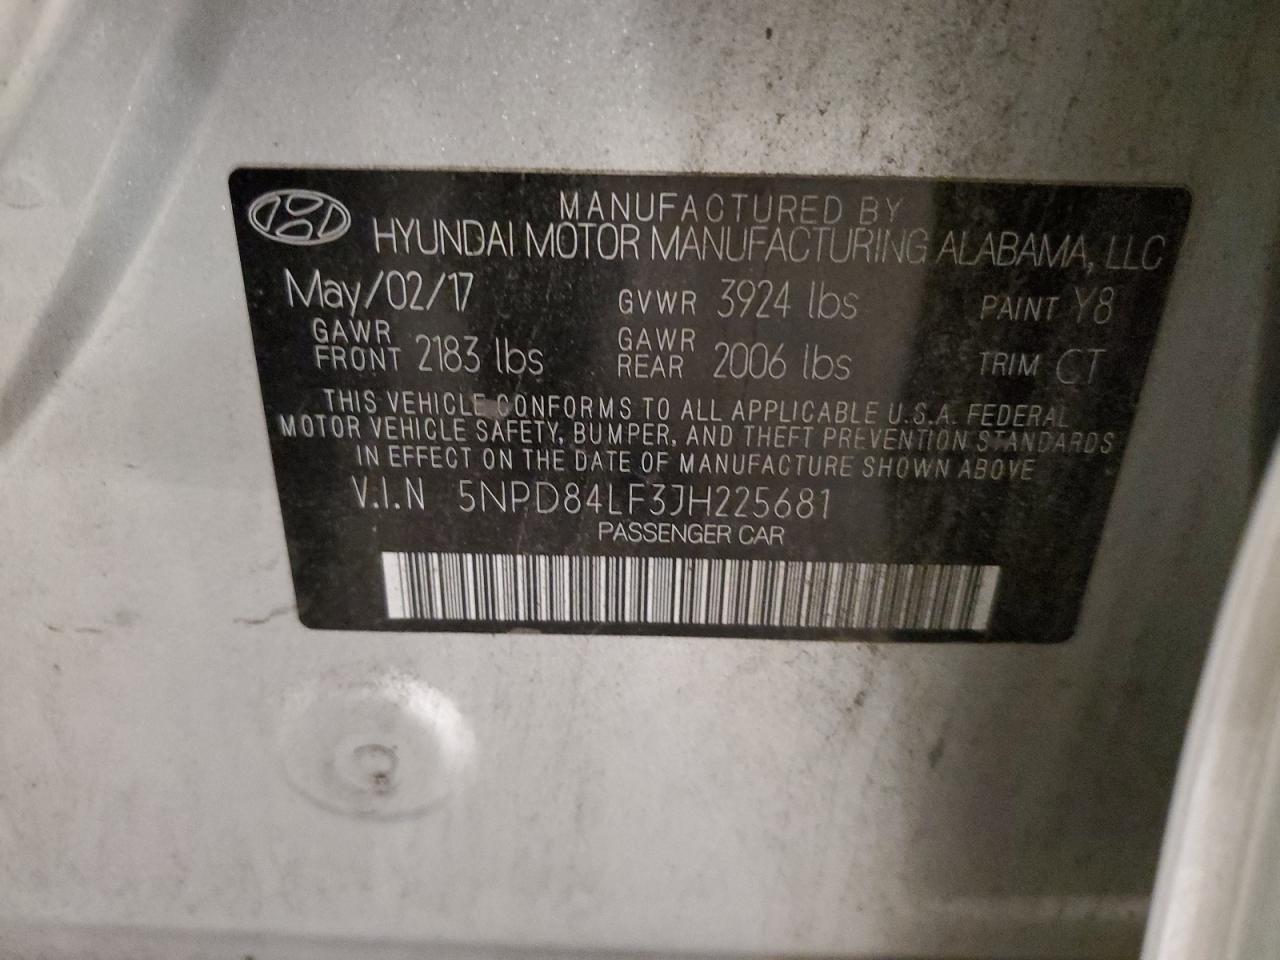 MANUFACTURED BY
HYUNDAI MOTOR MANUFACTURING ALABAMA, LLC
May/02/17 GVWR 3924 lbs PAINT Y8
GAWR FRONT 2183 lbs GAWR REAR 2006 lbs TRIM CT
THIS VEHICLE CONFORMS TO ALL APPLICABLE U.S.A. FEDERAL
MOTOR VEHICLE SAFETY, BUMPER, AND THEFT PREVENTION STANDARDS
IN EFFECT ON THE DATE OF MANUFACTURE SHOWN ABOVE
V.I.N 5NPD84LF3JH225681
PASSENGER CAR